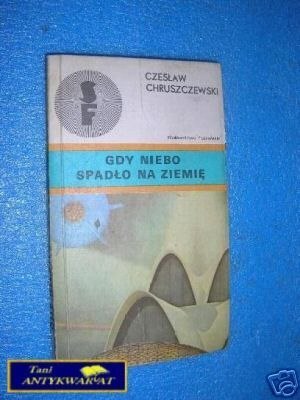 CZESŁAW
CHRUSZCZEWSKI
SF
GDY NIEBO
SPADŁO NA ZIEMIĘ
Tani
ANTYKWARIAT